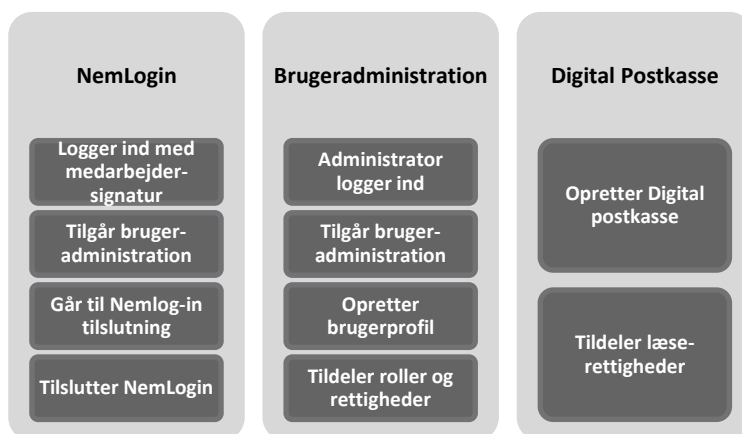 NemLogin
Logger ind med
medarbejder-
signatur
Tilgår bruger-
administration
Går til Nemlog-in
tilslutning
Tilslutter NemLogin
Brugeradministration
Administrator
logger ind
Tilgår bruger-
administration
Opretter
brugerprofil
Tildeler roller og
rettigheder
Digital Postkasse
Opretter Digital
postkasse
Tildeler læse-
rettigheder